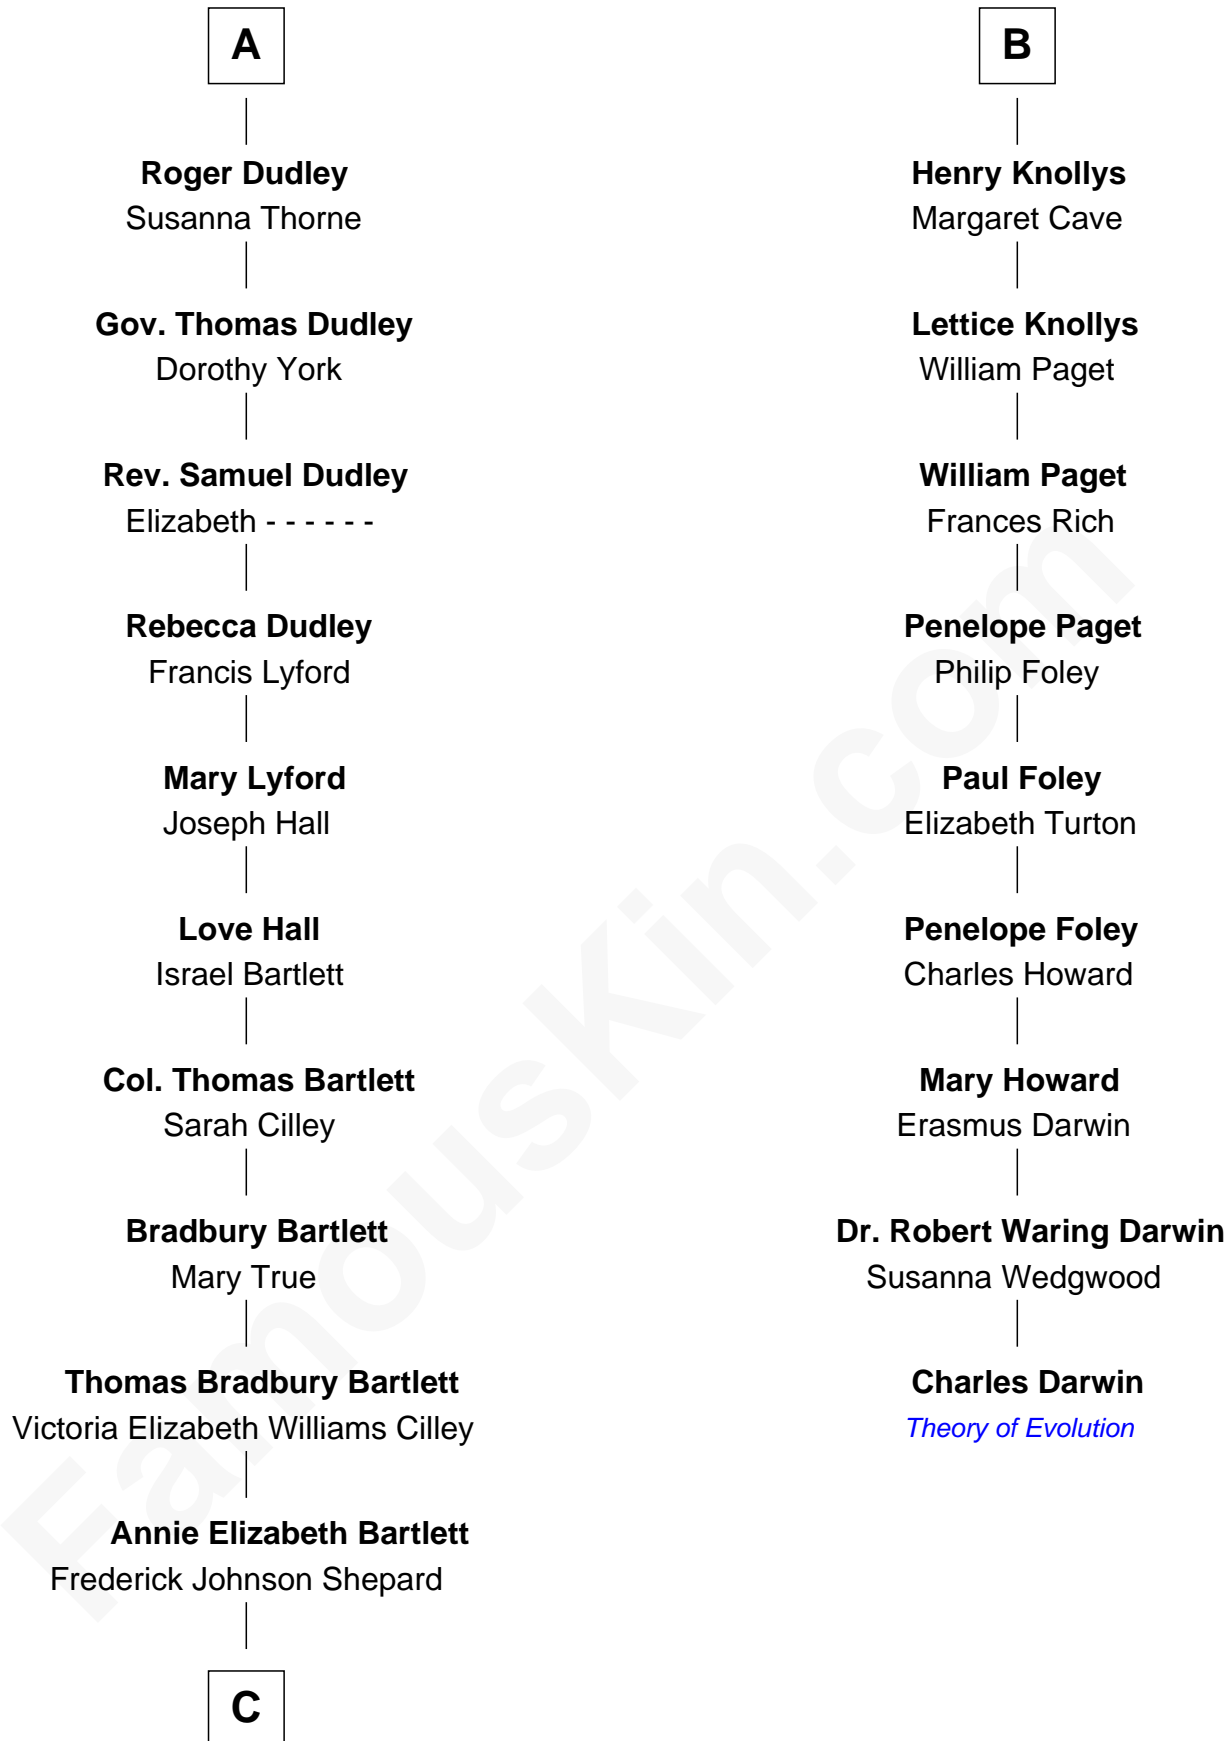 A
Roger Dudley
Susanna Thorne
Gov. Thomas Dudley
Dorothy York
Rev. Samuel Dudley
Elizabeth - - - - - -
Rebecca Dudley
Francis Lyford
Mary Lyford
Joseph Hall
Love Hall
Israel Bartlett
Col. Thomas Bartlett
Sarah Cilley
Bradbury Bartlett
Mary True
Thomas Bradbury Bartlett
Victoria Elizabeth Williams Cilley
Annie Elizabeth Bartlett
Frederick Johnson Shepard
C
B
Henry Knollys
Margaret Cave
Lettice Knollys
William Paget
William Paget
Frances Rich
Penelope Paget
Philip Foley
Paul Foley
Elizabeth Turton
Penelope Foley
Charles Howard
Mary Howard
Erasmus Darwin
Dr. Robert Waring Darwin
Susanna Wedgwood
Charles Darwin
Theory of Evolution
FamousKin.com